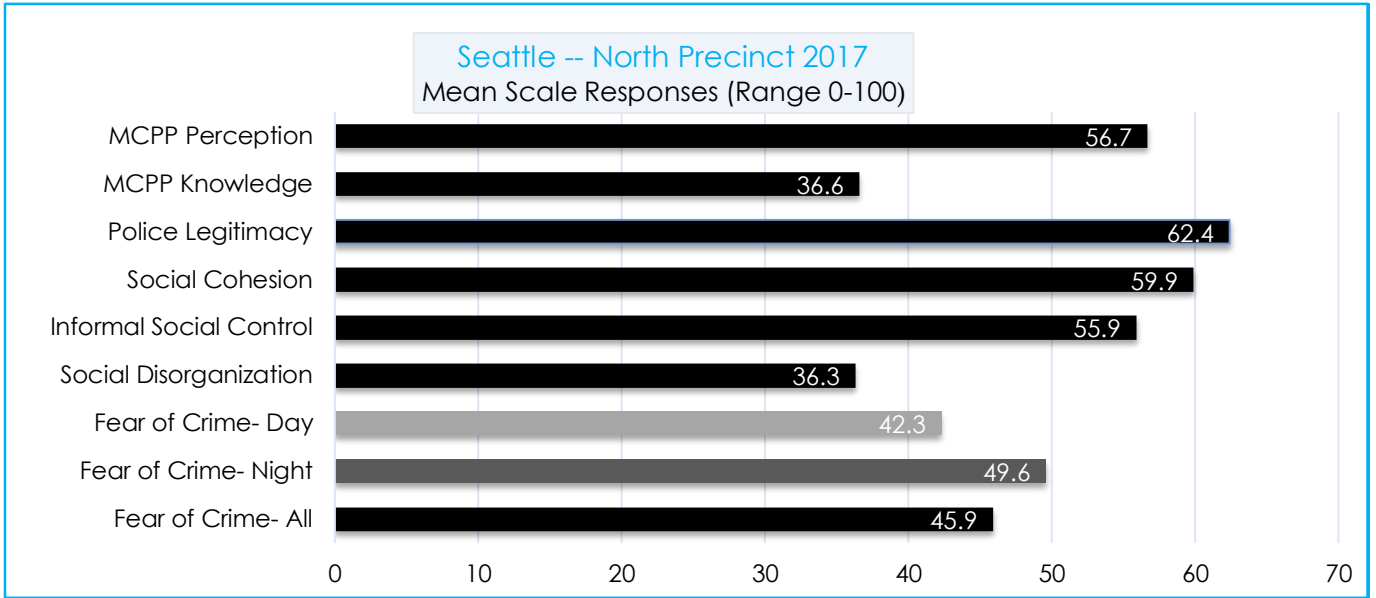 Seattle -- North Precinct 2017
Mean Scale Responses (Range 0-100)
MCPP Perception 56.7
MCPP Knowledge 36.6
Police Legitimacy 62.4
Social Cohesion 59.9
Informal Social Control 55.9
Social Disorganization 36.3
Fear of Crime- Day 42.3
Fear of Crime- Night 49.6
Fear of Crime- All 45.9
0 10 20 30 40 50 60 70